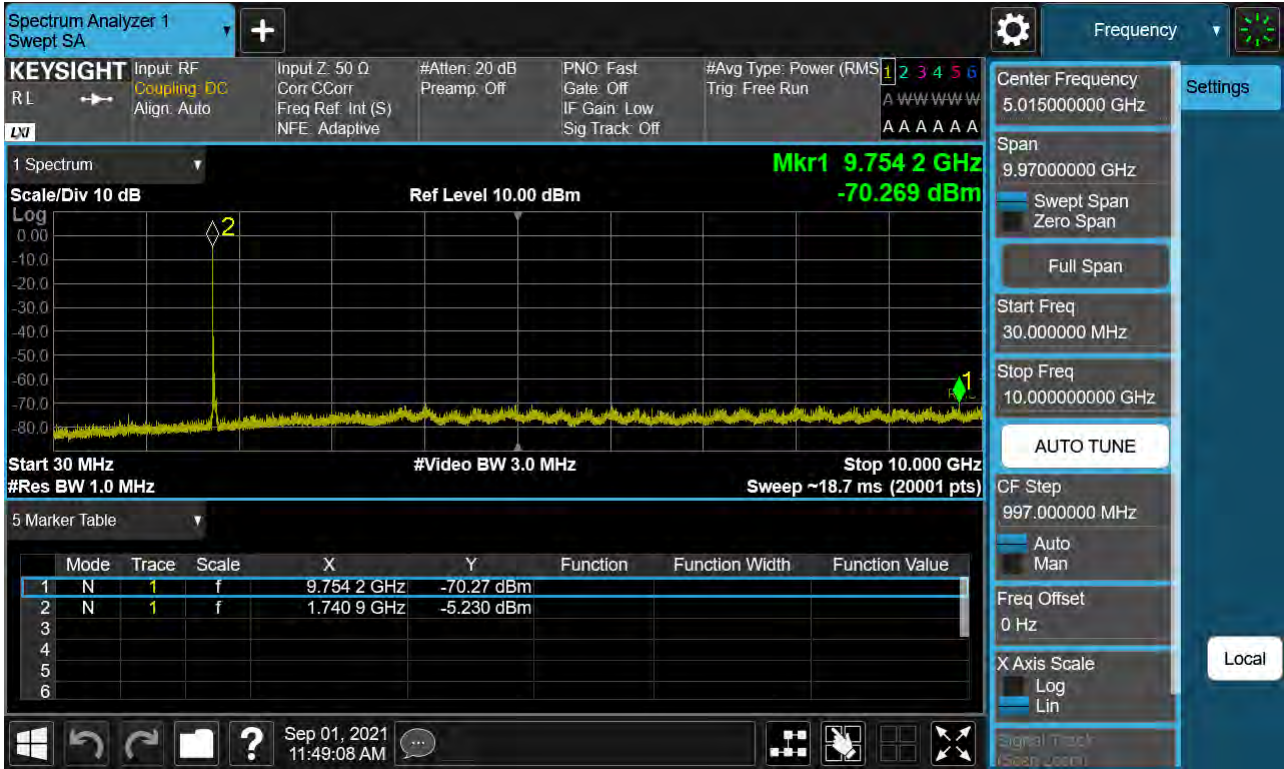 Spectrum Analyzer 1
Swept SA
Frequency
KEYSIGHT
RL
LXI
Input: RF
Coupling: DC
Align: Auto
Input Z: 50 Ω
Corr CCorr
Freq Ref: Int (S)
NFE: Adaptive
#Atten: 20 dB
Preamp: Off
PNO: Fast
Gate: Off
IF Gain: Low
Sig Track: Off
#Avg Type: Power (RMS
Trig: Free Run
1 2 3 4 5 6
A W W W W W
A A A A A A
1 Spectrum
Scale/Div 10 dB
Ref Level 10.00 dBm
Mkr1 9.754 2 GHz
-70.269 dBm
Log
0.00
-10.0
-20.0
-30.0
-40.0
-50.0
-60.0
-70.0
-80.0
2
1
Start 30 MHz
#Video BW 3.0 MHz
Stop 10.000 GHz
#Res BW 1.0 MHz
Sweep ~18.7 ms (20001 pts)
5 Marker Table
Mode Trace Scale X Y Function Function Width Function Value
1 N 1 f 9.754 2 GHz -70.27 dBm
2 N 1 f 1.740 9 GHz -5.230 dBm
3
4
5
6
Sep 01, 2021
11:49:08 AM
Center Frequency
5.015000000 GHz
Span
9.97000000 GHz
Swept Span
Zero Span
Full Span
Start Freq
30.000000 MHz
Stop Freq
10.000000000 GHz
AUTO TUNE
CF Step
997.000000 MHz
Auto
Man
Freq Offset
0 Hz
X Axis Scale
Log
Lin
Signal Track
(Span Zoom)
Settings
Local